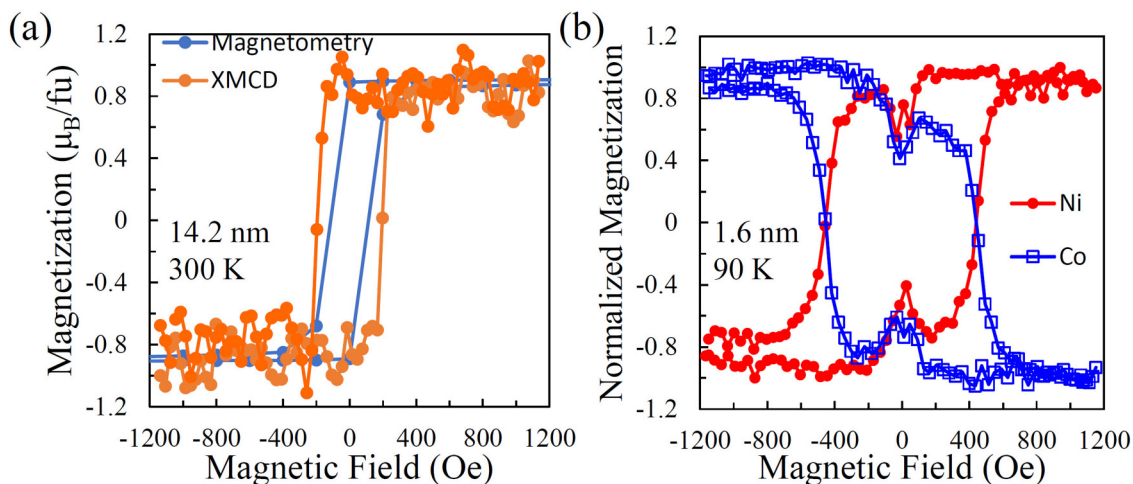 (a)
1.2
0.8
0.4
0
-0.4
-0.8
-1.2
Magnetization (μB/fu)
Magnetometry
XMCD
14.2 nm
300 K
-1200 -800 -400 0 400 800 1200
Magnetic Field (Oe)
(b)
1.2
0.8
0.4
0
-0.4
-0.8
-1.2
Normalized Magnetization
Ni
Co
1.6 nm
90 K
-1200 -800 -400 0 400 800 1200
Magnetic Field (Oe)